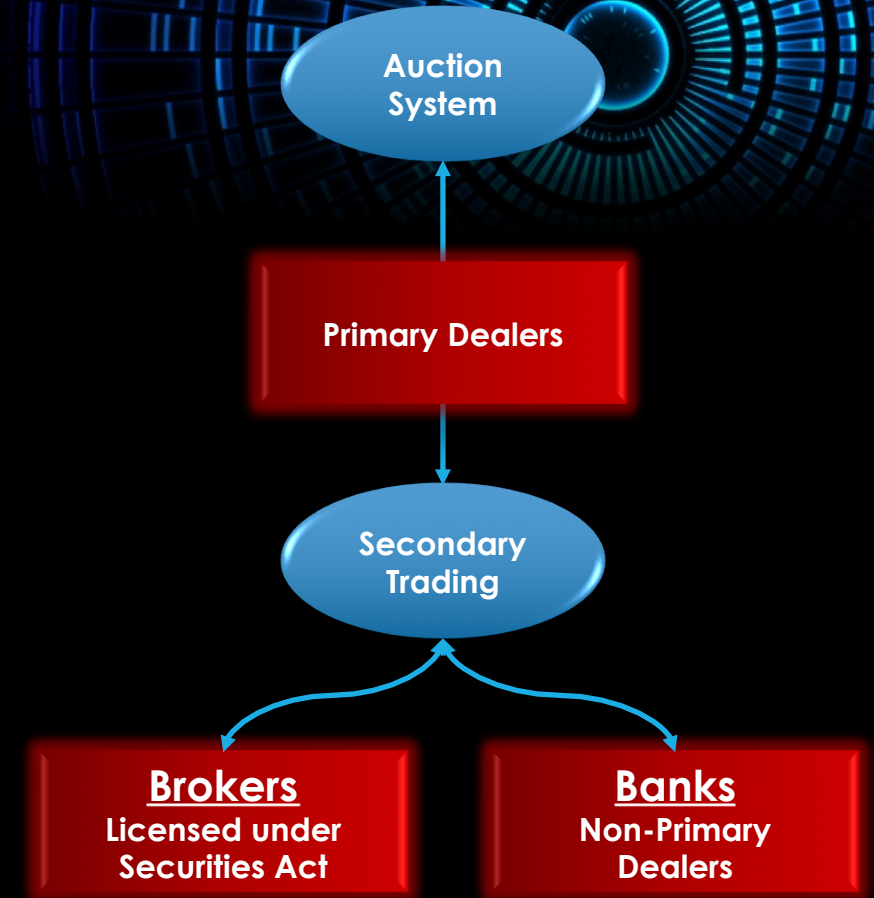 Auction
System
Primary Dealers
Secondary
Trading
Brokers
Licensed under
Securities Act
Banks
Non-Primary
Dealers